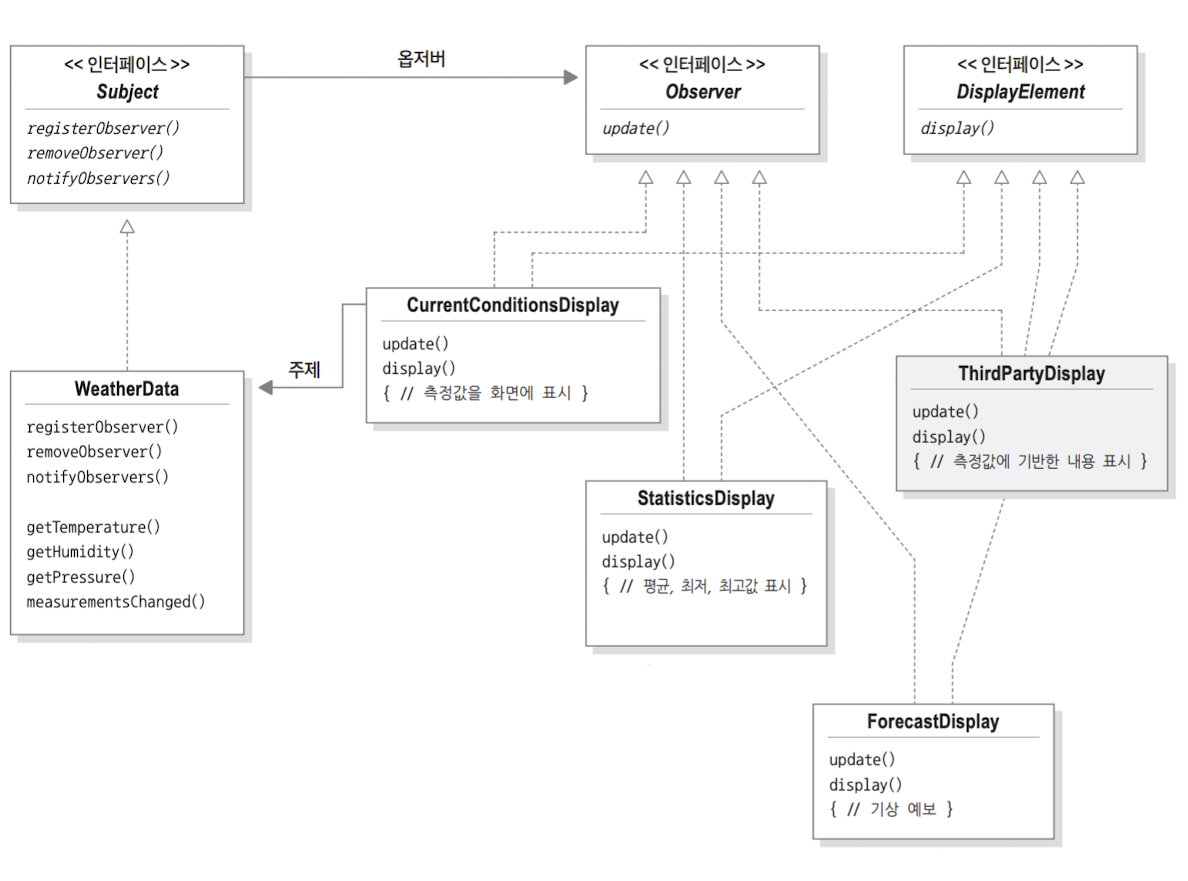 << 인터페이스 >>
Subject
registerObserver()
removeObserver()
notifyObservers()
옵저버
<< 인터페이스 >>
Observer
update()
<< 인터페이스 >>
DisplayElement
display()
WeatherData
registerObserver()
removeObserver()
notifyObservers()
getTemperature()
getHumidity()
getPressure()
measurementsChanged()
주제
CurrentConditionsDisplay
update()
display()
{ // 측정값을 화면에 표시 }
StatisticsDisplay
update()
display()
{ // 평균, 최저, 최고값 표시 }
ThirdPartyDisplay
update()
display()
{ // 측정값에 기반한 내용 표시 }
ForecastDisplay
update()
display()
{ // 기상 예보 }